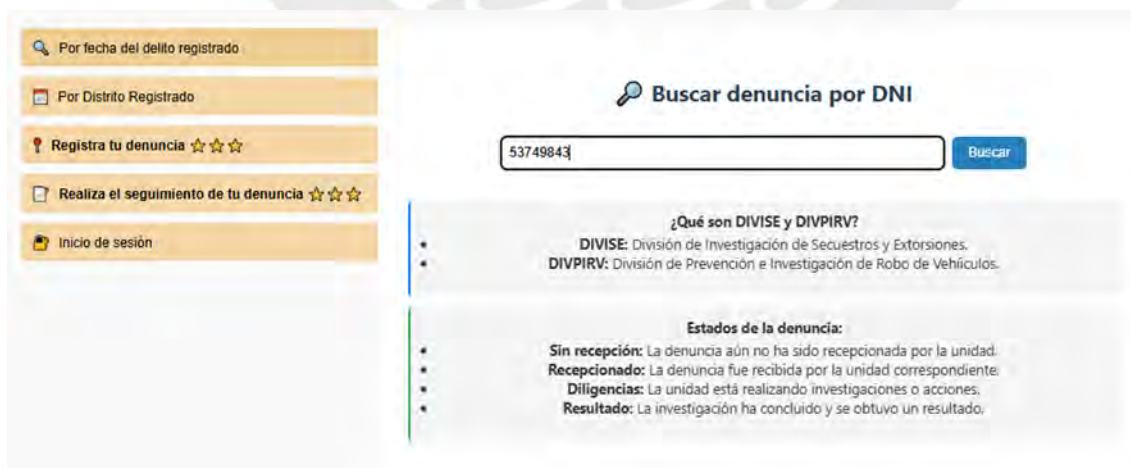 Por fecha del delito registrado
Por Distrito Registrado
Registra tu denuncia
Realiza el seguimiento de tu denuncia
Inicio de sesión
Buscar denuncia por DNI
53749843
Buscar
¿Qué son DIVISE y DIVPIRV?
DIVISE: División de Investigación de Secuestros y Extorsiones.
DIVPIRV: División de Prevención e Investigación de Robo de Vehículos.
Estados de la denuncia:
Sin recepción: La denuncia aún no ha sido recepcionada por la unidad.
Recepcionado: La denuncia fue recibida por la unidad correspondiente.
Diligencias: La unidad está realizando investigaciones o acciones.
Resultado: La investigación ha concluido y se obtuvo un resultado.